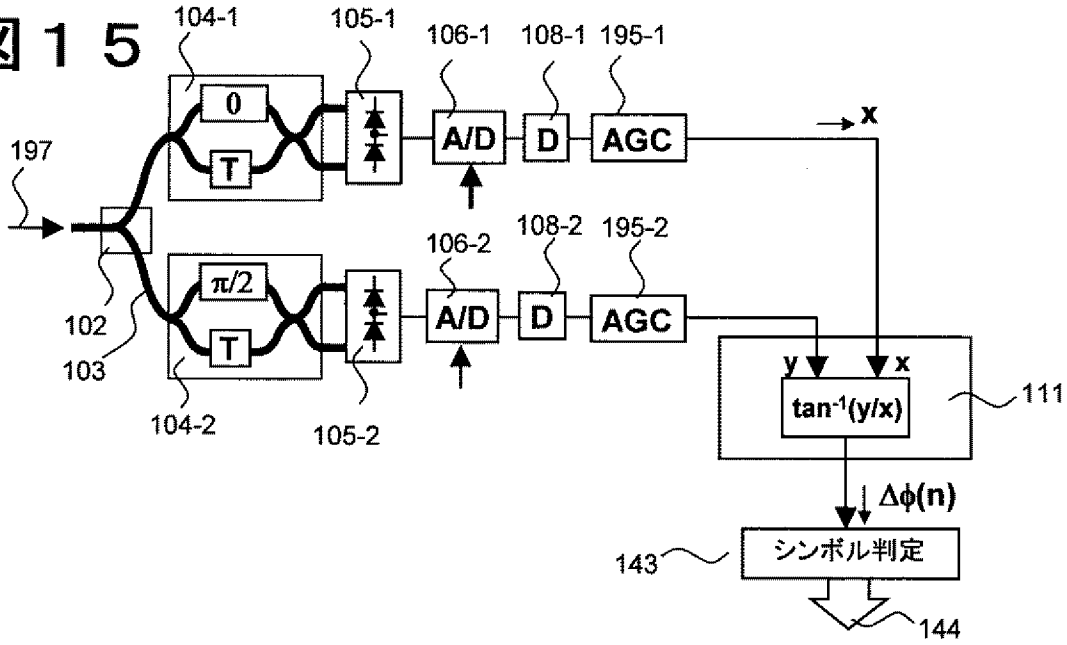 図15
104-1
105-1
106-1
108-1
195-1
0
T
A/D
D
AGC
x
197
102
103
π/2
T
104-2
105-2
106-2
108-2
195-2
A/D
D
AGC
y
x
tan⁻¹(y/x)
111
Δϕ(n)
143
シンボル判定
144